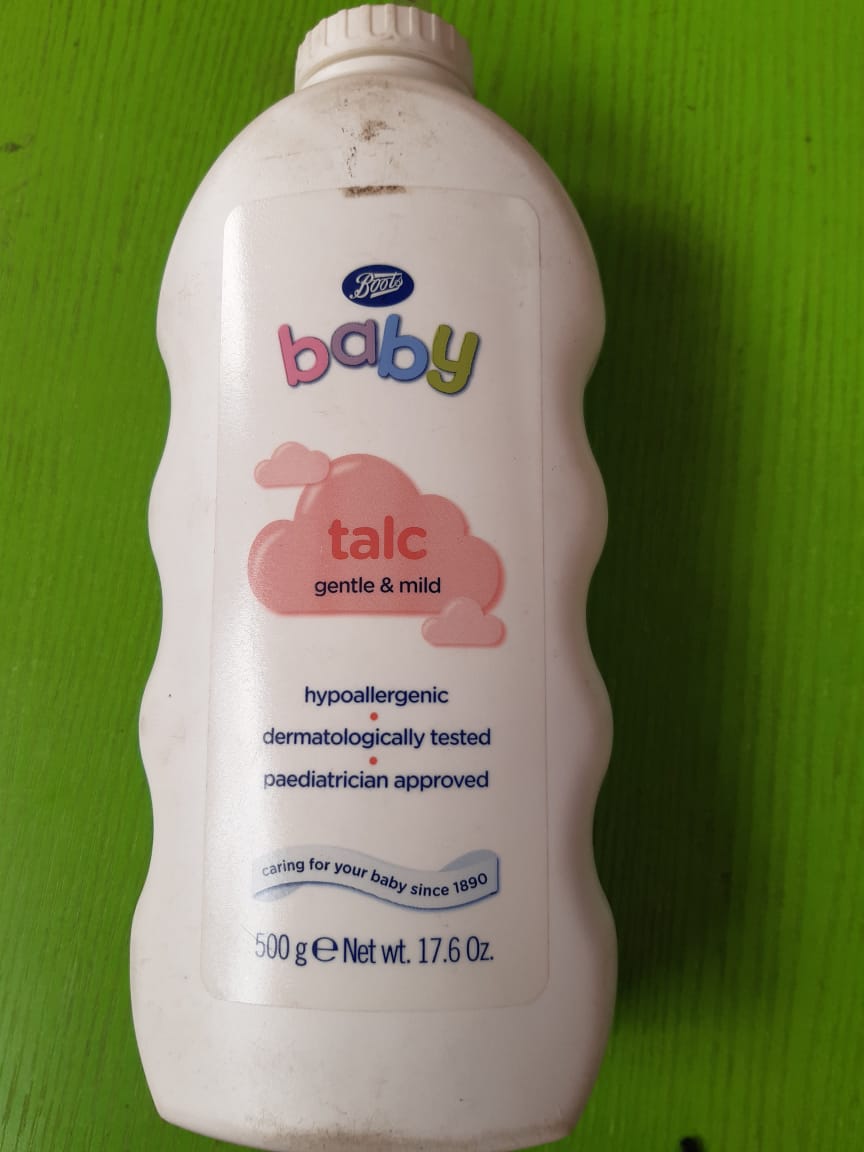 Boots
baby
talc
gentle & mild
hypoallergenic
•
dermatologically tested
•
paediatrician approved
caring for your baby since 1890
500 g ℮ Net wt. 17.6 Oz.